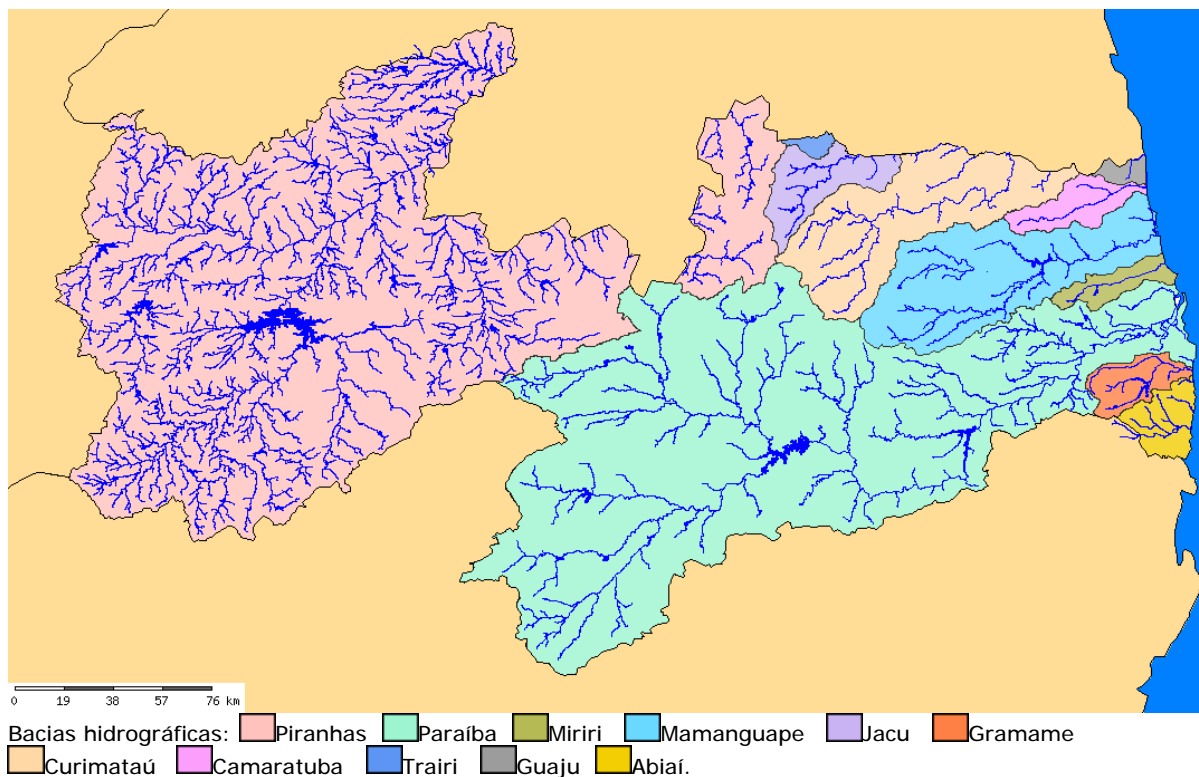 0 19 38 57 76 km
Bacias hidrográficas: Piranhas Paraíba Miriri Mamanguape Jacu Gramame
Curimataú Camaratuba Trairi Guaju Abiaí.